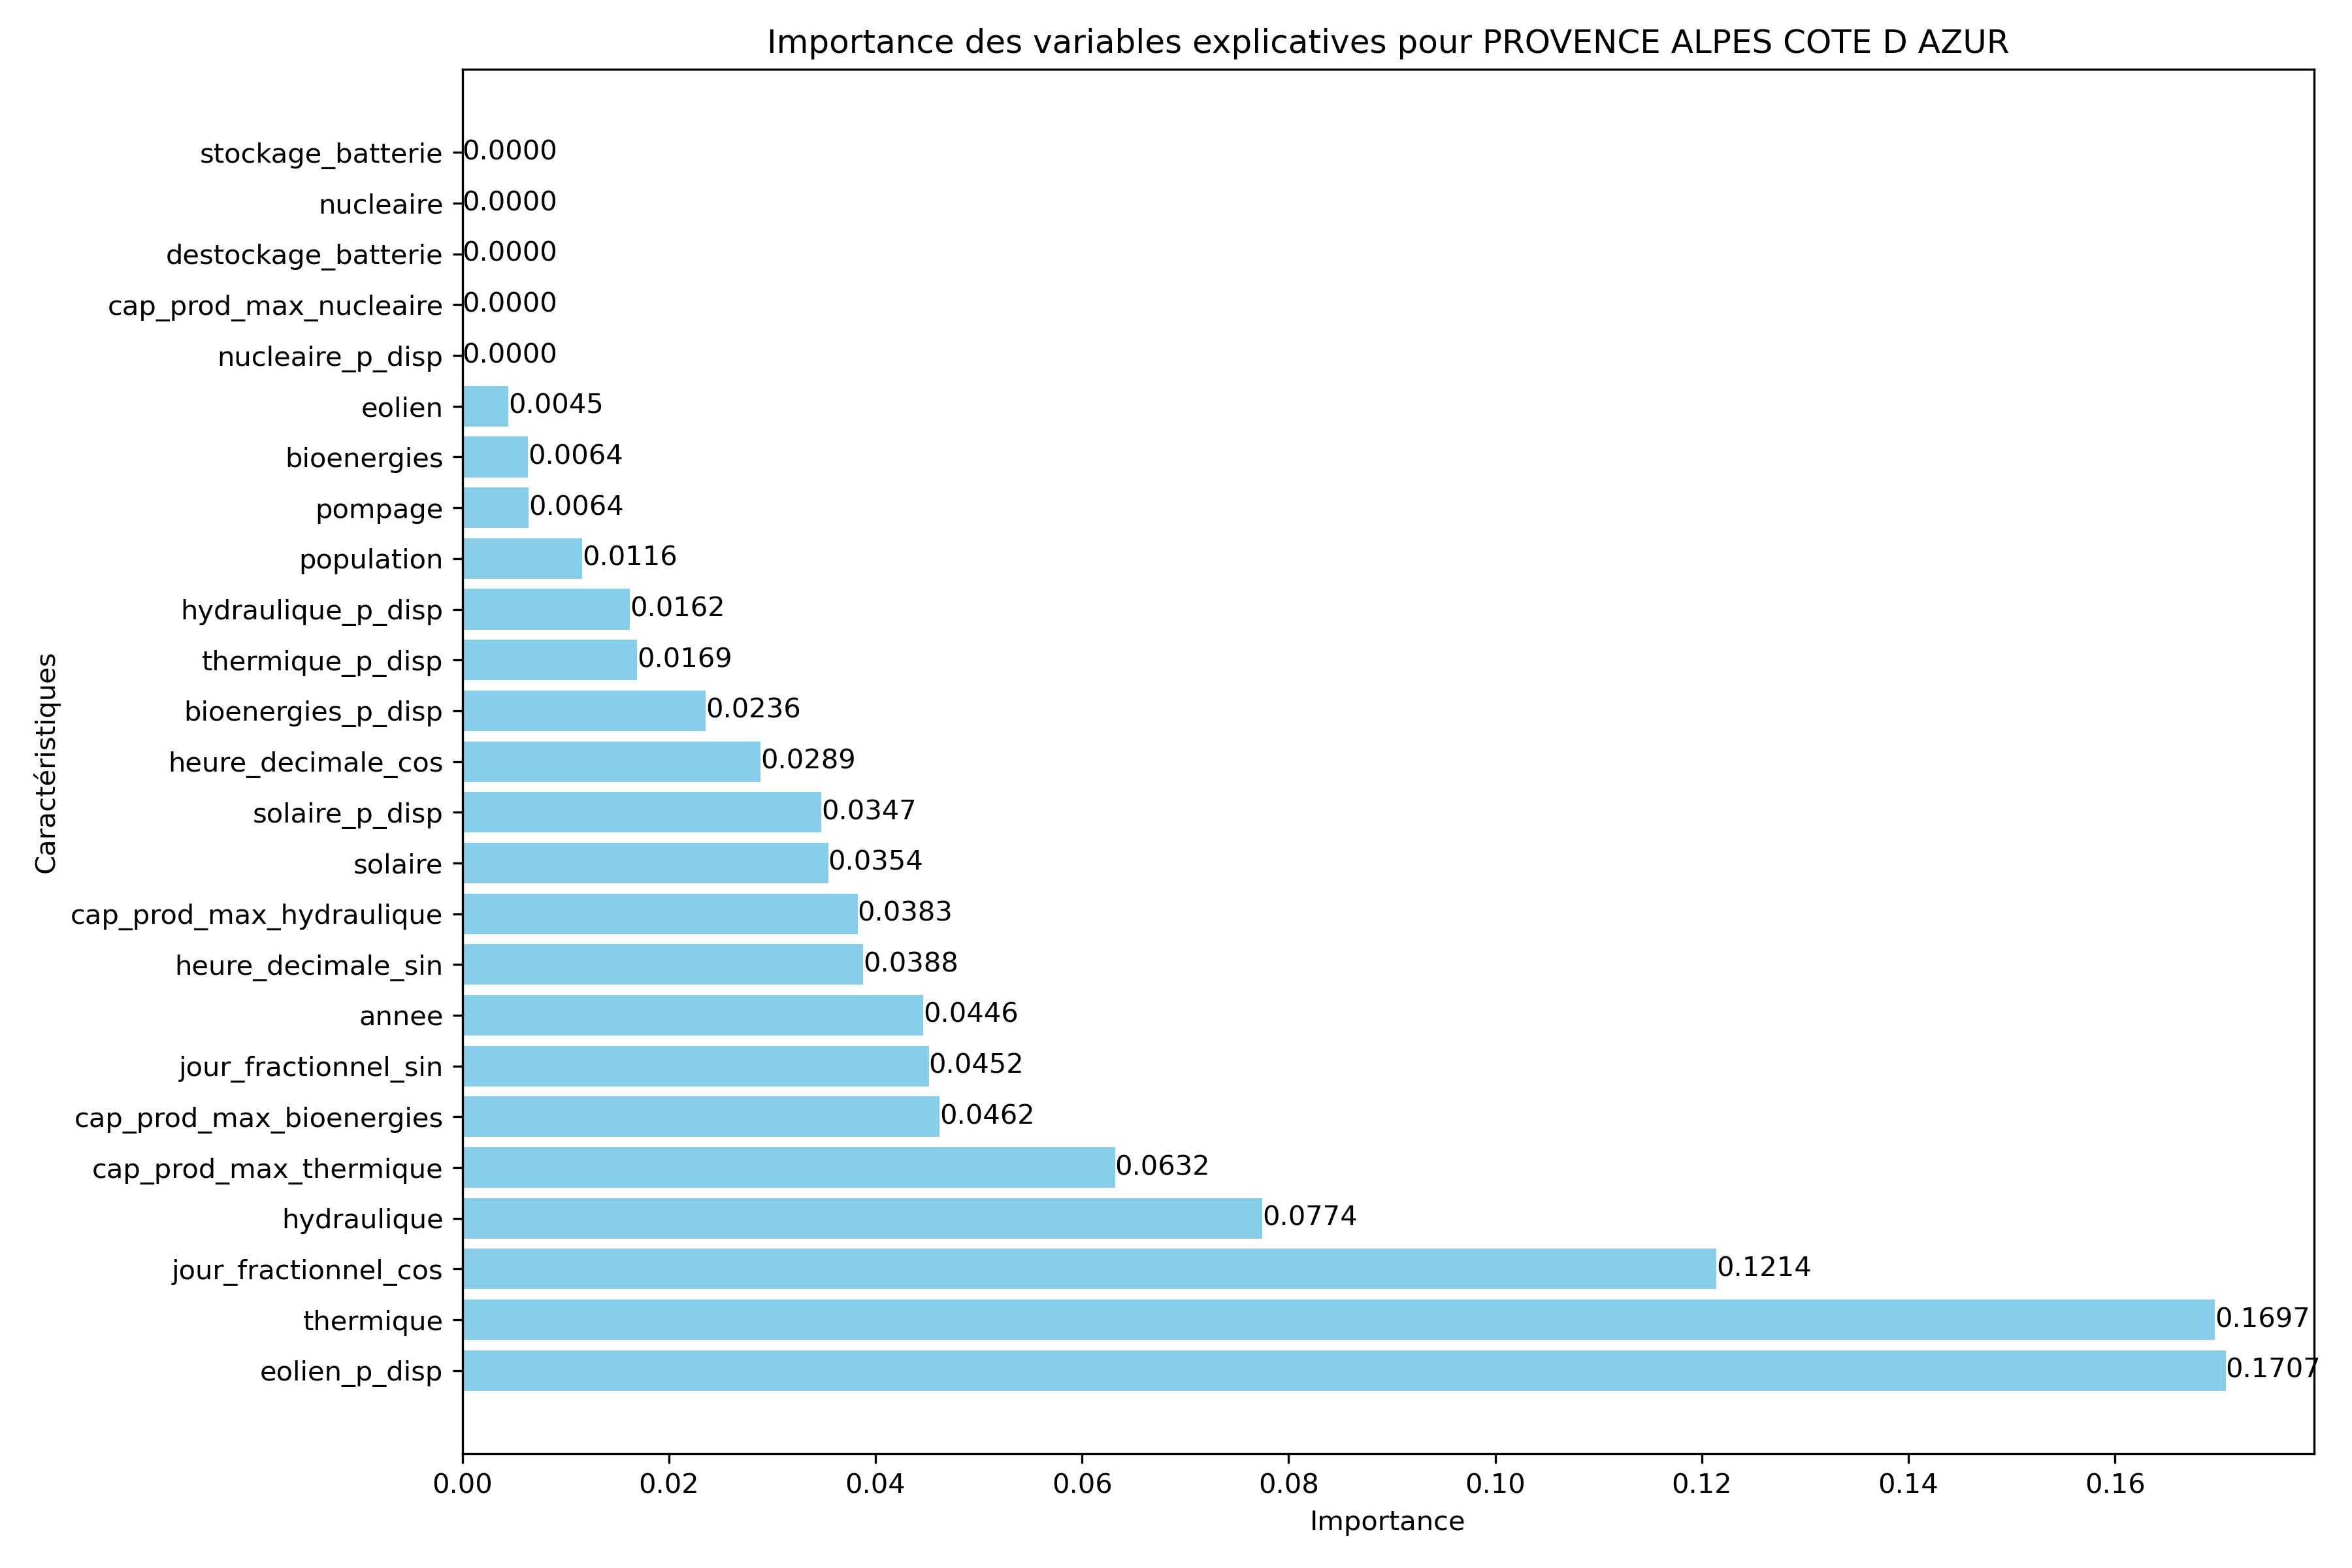 Importance des variables explicatives pour PROVENCE ALPES COTE D AZUR
stockage_batterie 0.0000
nucleaire 0.0000
destockage_batterie 0.0000
cap_prod_max_nucleaire 0.0000
nucleaire_p_disp 0.0000
eolien 0.0045
bioenergies 0.0064
pompage 0.0064
population 0.0116
hydraulique_p_disp 0.0162
thermique_p_disp 0.0169
bioenergies_p_disp 0.0236
heure_decimale_cos 0.0289
solaire_p_disp 0.0347
solaire 0.0354
cap_prod_max_hydraulique 0.0383
heure_decimale_sin 0.0388
annee 0.0446
jour_fractionnel_sin 0.0452
cap_prod_max_bioenergies 0.0462
cap_prod_max_thermique 0.0632
hydraulique 0.0774
jour_fractionnel_cos 0.1214
thermique 0.1697
eolien_p_disp 0.1707
Caractéristiques
0.00 0.02 0.04 0.06 0.08 0.10 0.12 0.14 0.16
Importance